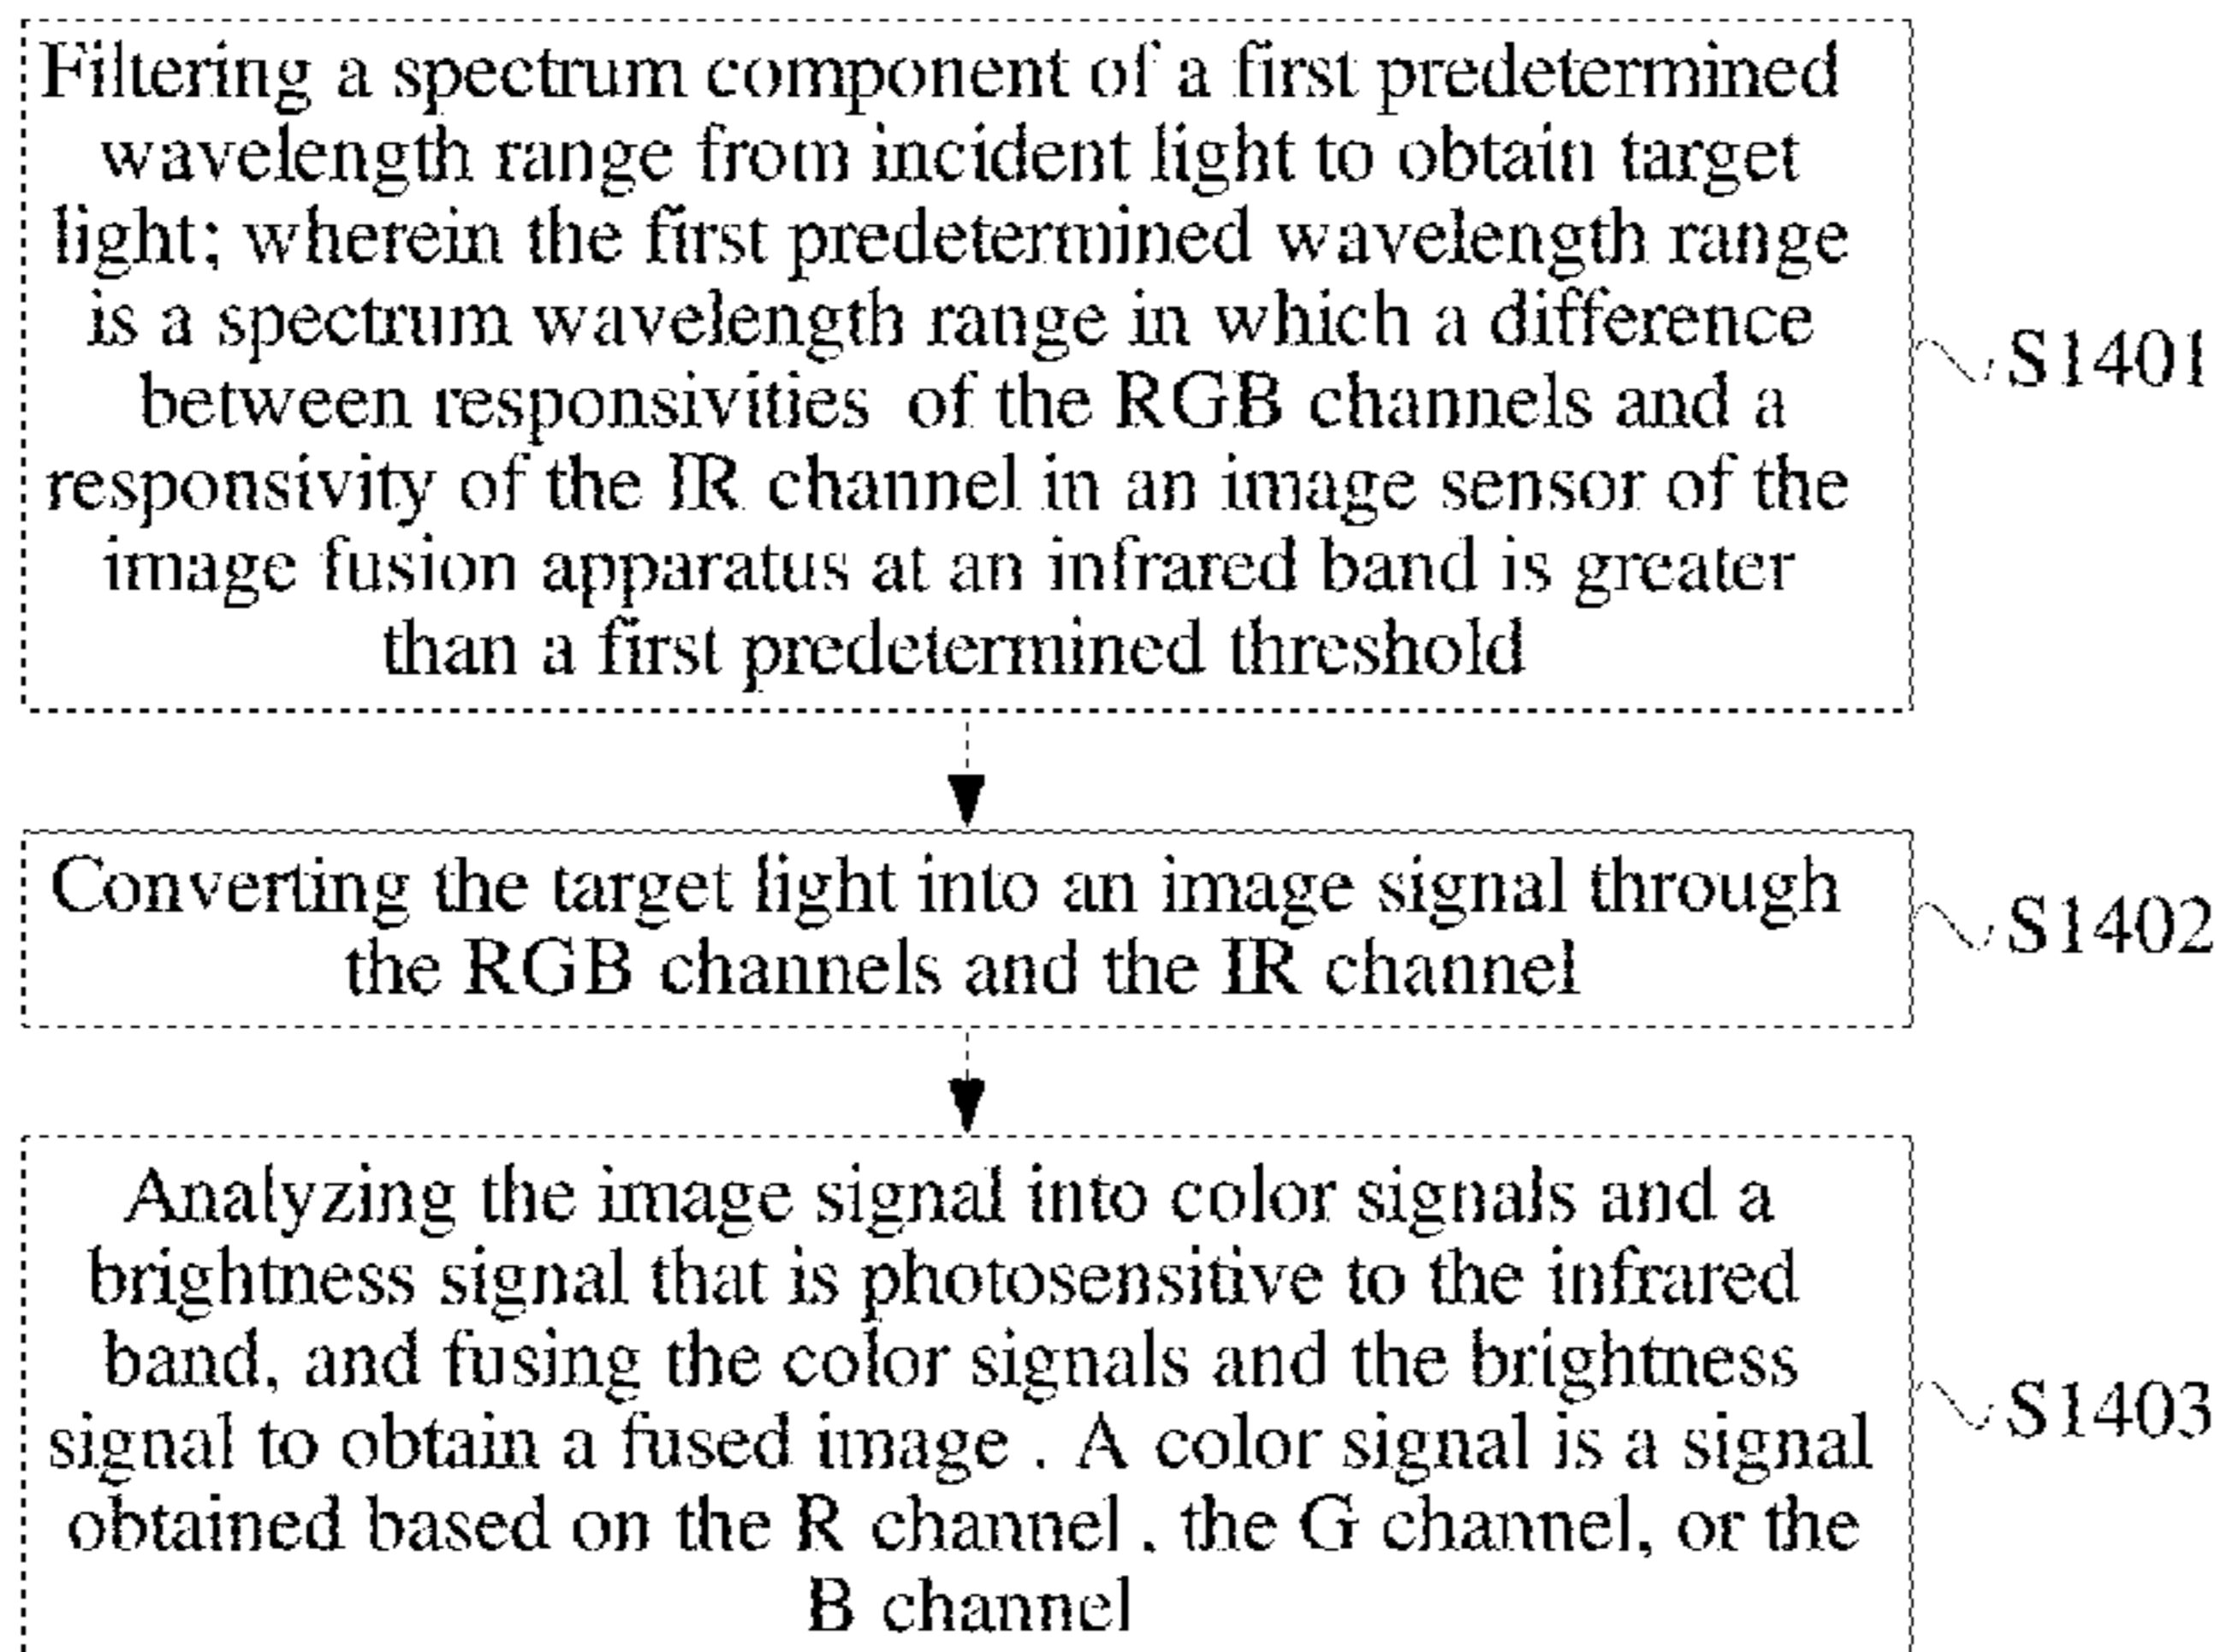 Filtering a spectrum component of a first predetermined
wavelength range from incident light to obtain target
light; wherein the first predetermined wavelength range
is a spectrum wavelength range in which a difference
between responsivities of the RGB channels and a
responsivity of the IR channel in an image sensor of the
image fusion apparatus at an infrared band is greater
than a first predetermined threshold
S1401
Converting the target light into an image signal through
the RGB channels and the IR channel
S1402
Analyzing the image signal into color signals and a
brightness signal that is photosensitive to the infrared
band, and fusing the color signals and the brightness
signal to obtain a fused image . A color signal is a signal
obtained based on the R channel , the G channel, or the
B channel
S1403